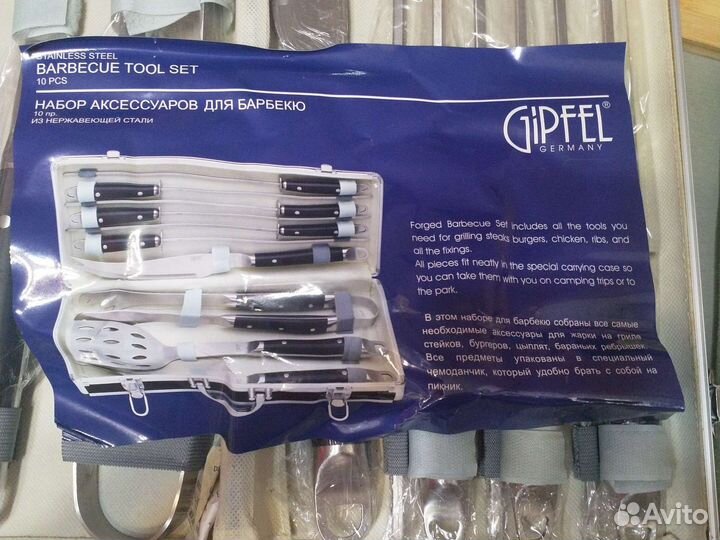 STAINLESS STEEL
BARBECUE TOOL SET
10 PCS
НАБОР АКСЕССУАРОВ ДЛЯ БАРБЕКЮ
10 пр.
ИЗ НЕРЖАВЕЮЩЕЙ СТАЛИ
GiPFEL®
GERMANY
Forged Barbecue Set includes all the tools you
need for grilling steaks burgers, chicken, ribs, and
all the fixings.
All pieces fit neatly in the special carrying case so
you can take them with you on camping trips or to
the park.
В этом наборе для барбекю собраны все самые
необходимые аксессуары для жарки на гриле
стейков, бургеров, цыплят, бараньих ребрышек
Все предметы упакованы в специальный
чемоданчик, который удобно брать с собой на
пикник.
Avito